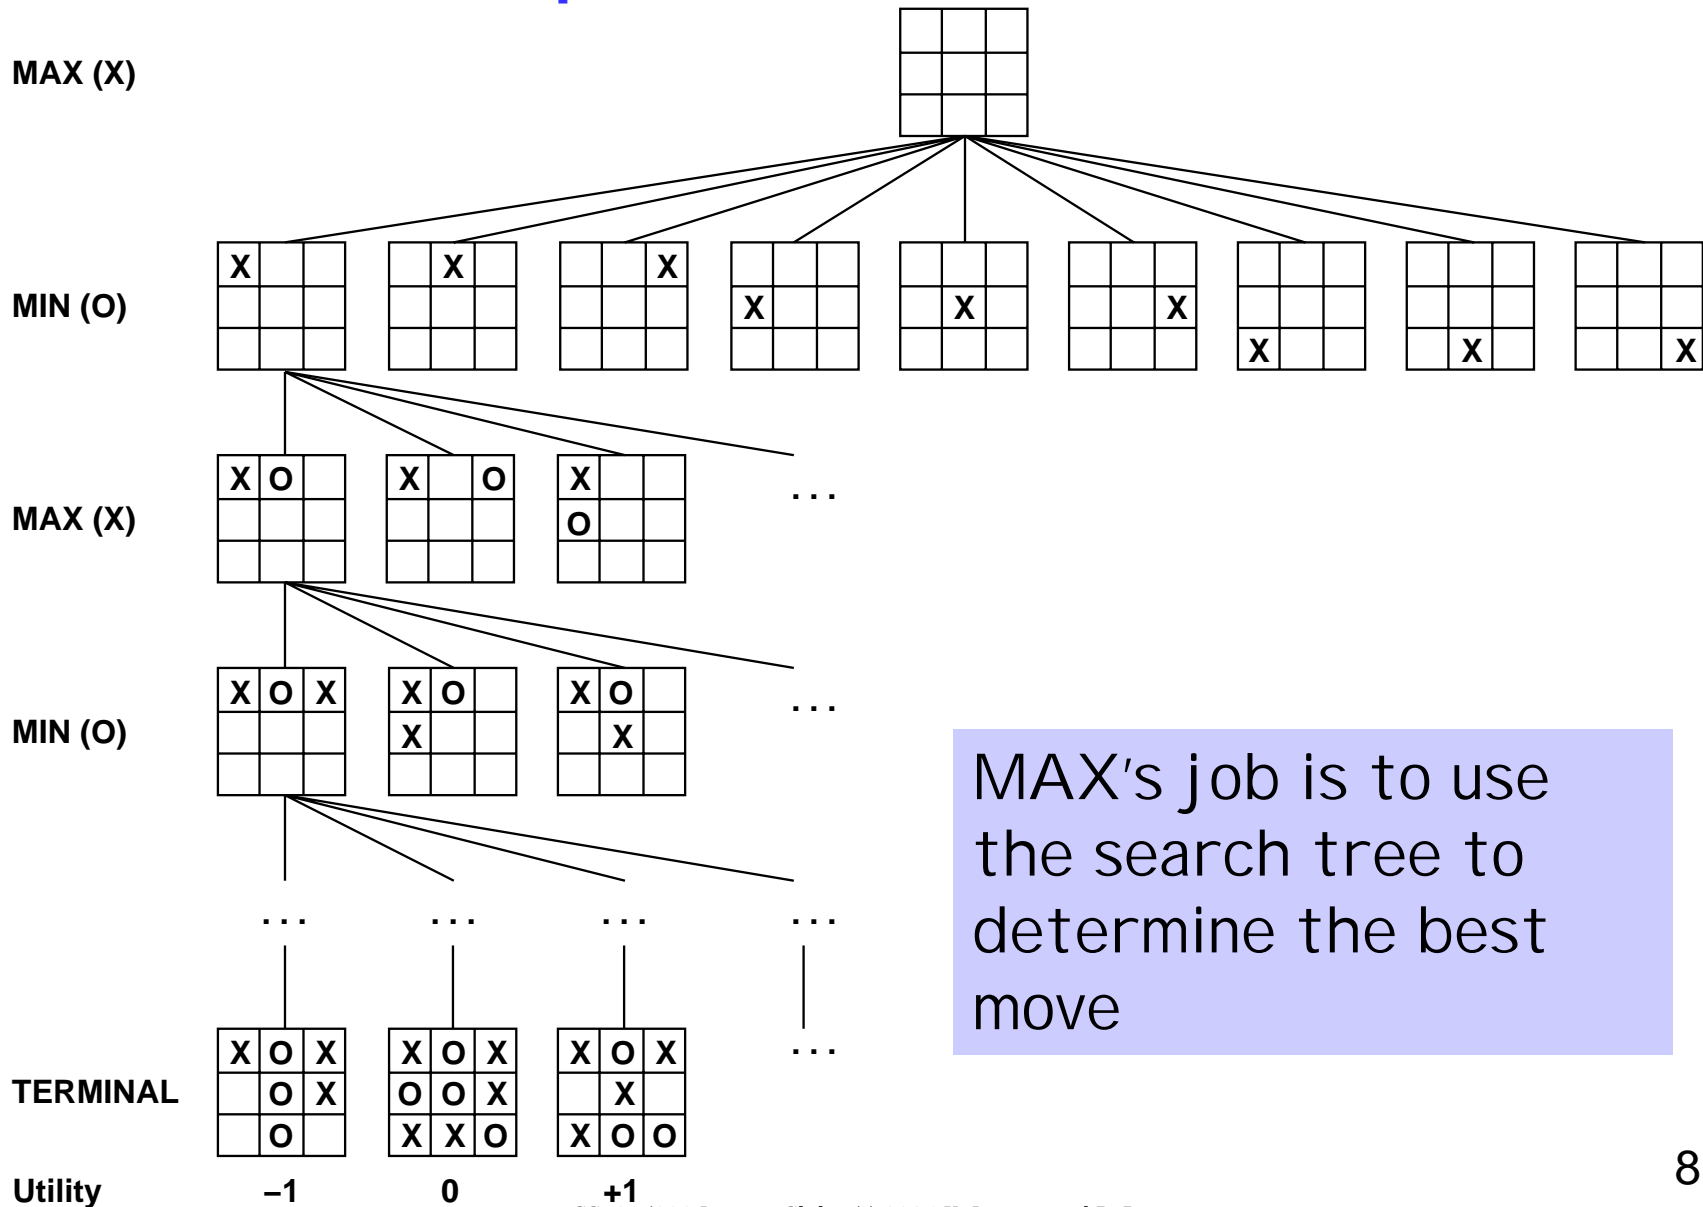 MAX (X)
X X X X X X X X X
MIN (O)
X O X O X
O
. . .
MAX (X)
X O X X O X O
X X
. . .
MIN (O)
MAX's job is to use
the search tree to
determine the best
move
. . . . . . . . . . . .
X O X X O X X O X
O X O O X X
O X X O X O O
. . .
TERMINAL
Utility –1 0 +1
8